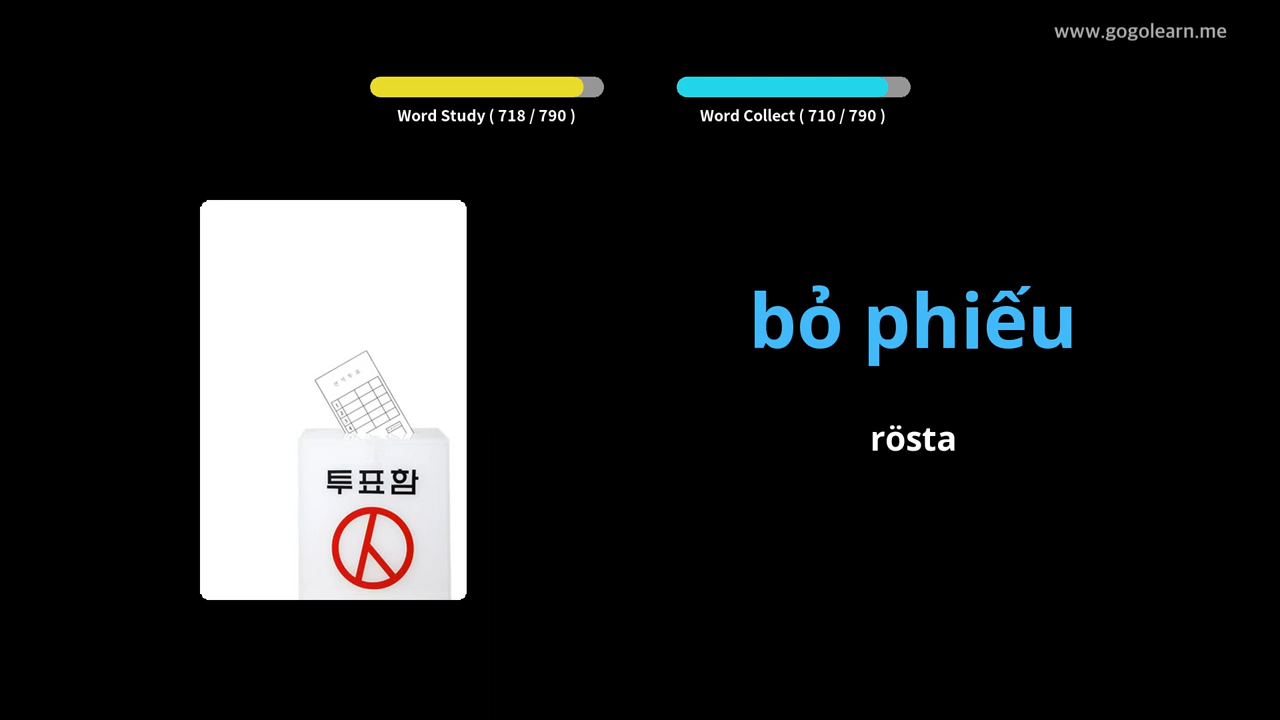 www.gogolearn.me
Word Study ( 718 / 790 )
Word Collect ( 710 / 790 )
bỏ phiếu
rösta
투표함